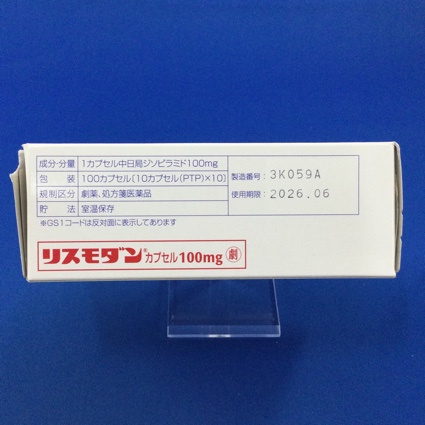 成分・分量 1カプセル中日局ジソピラミド100mg
包装 100カプセル[10カプセル(PTP)×10]
規制区分 劇薬、処方箋医薬品
貯法 室温保存
製造番号: 3K059A
使用期限: 2026.06
※GS1コードは反対面に表示してあります
リスモダン®カプセル100mg 劇